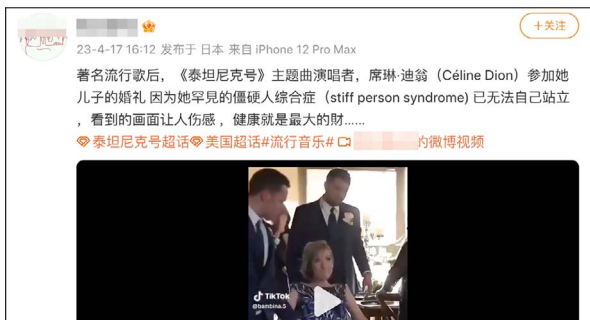 +关注
23-4-17 16:12 发布于 日本 来自 iPhone 12 Pro Max
著名流行歌后，《泰坦尼克号》主题曲演唱者，席琳·迪翁（Céline Dion）参加她
儿子的婚礼 因为她罕见的僵硬人综合症（stiff person syndrome) 已无法自己站立
，看到的画面让人伤感 ，健康就是最大的財……
泰坦尼克号超话 美国超话#流行音乐# 的微博视频
TikTok
@bambina.5